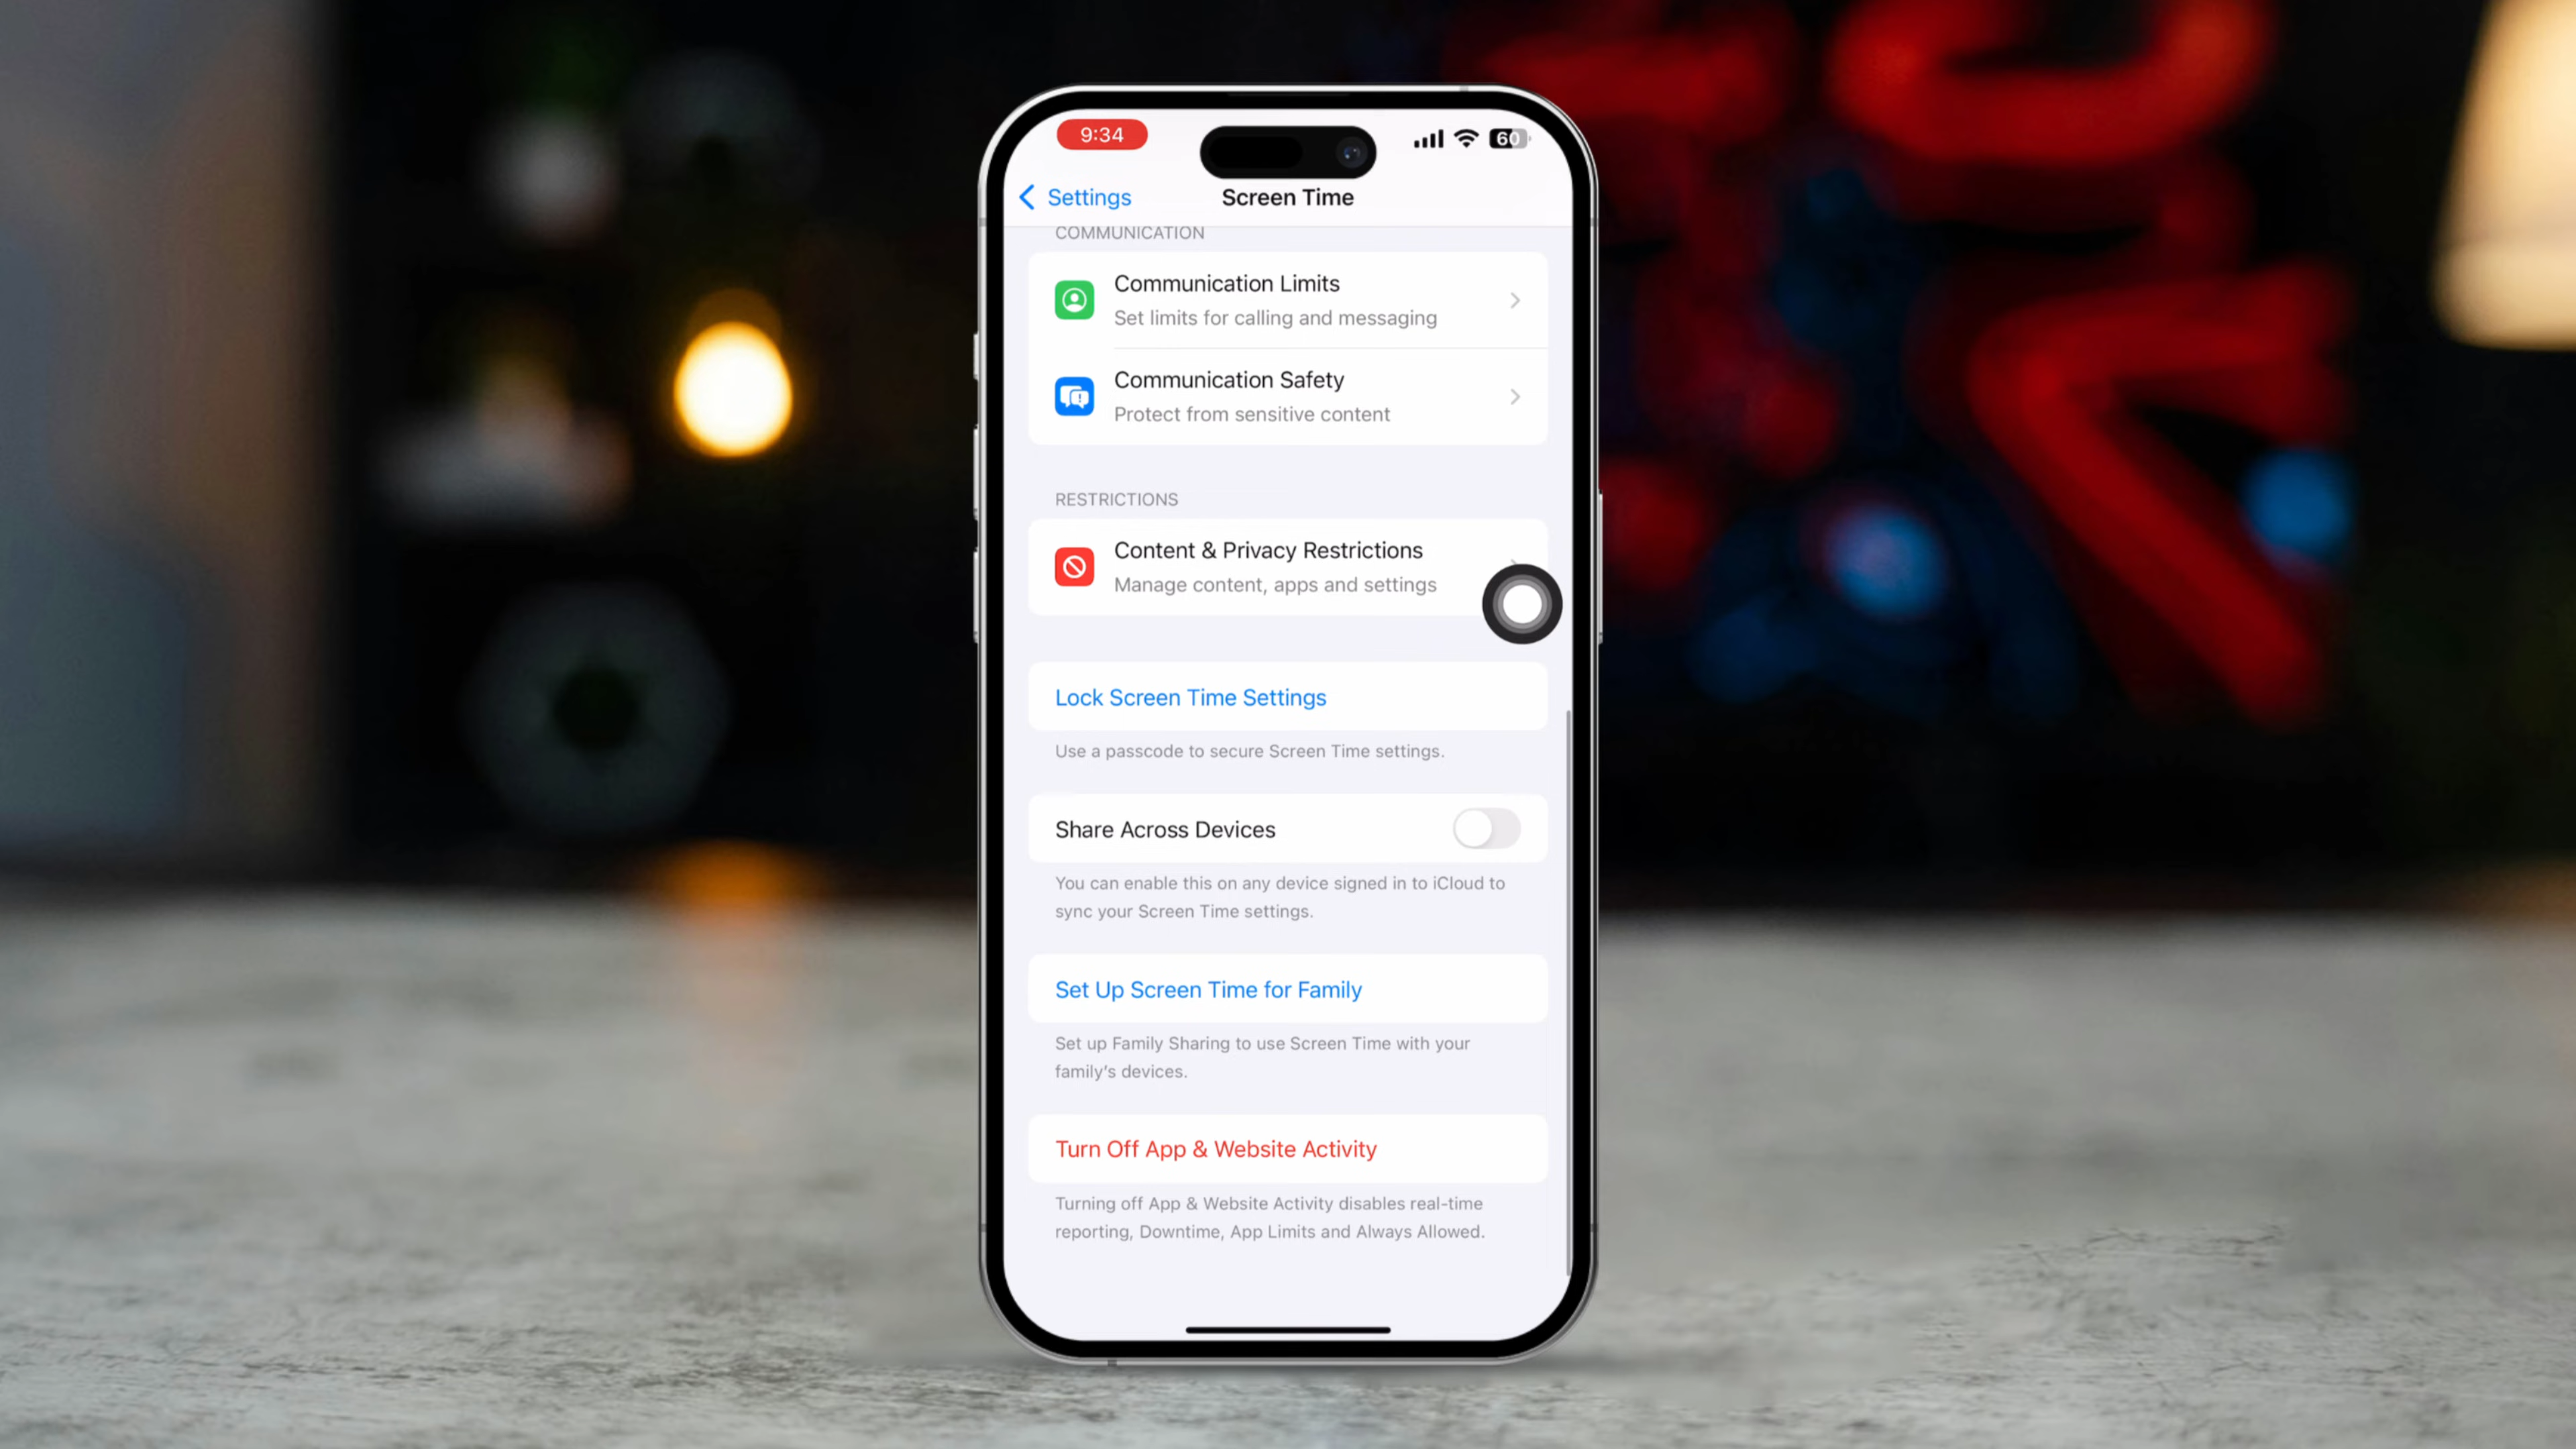 9:34
60
Settings
Screen Time
COMMUNICATION
Communication Limits
Set limits for calling and messaging
Communication Safety
Protect from sensitive content
RESTRICTIONS
Content & Privacy Restrictions
Manage content, apps and settings
Lock Screen Time Settings
Use a passcode to secure Screen Time settings.
Share Across Devices
You can enable this on any device signed in to iCloud to
sync your Screen Time settings.
Set Up Screen Time for Family
Set up Family Sharing to use Screen Time with your
family's devices.
Turn Off App & Website Activity
Turning off App & Website Activity disables real-time
reporting, Downtime, App Limits and Always Allowed.